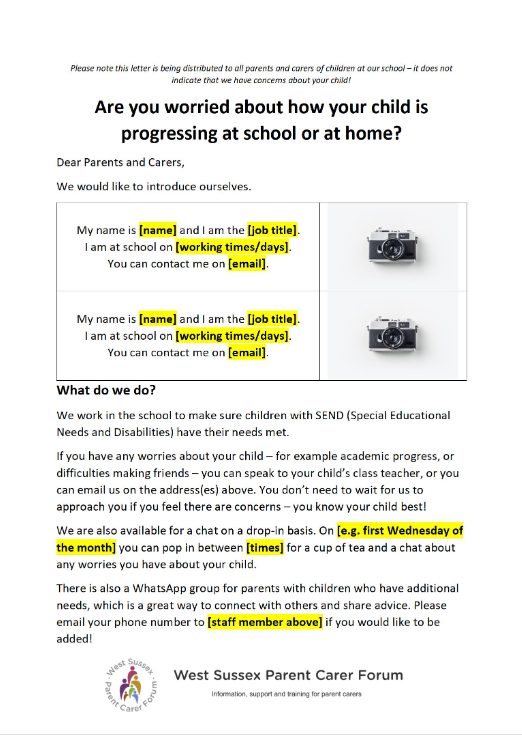 Please note this letter is being distributed to all parents and carers of children at our school – it does not
indicate that we have concerns about your child!
Are you worried about how your child is
progressing at school or at home?
Dear Parents and Carers,
We would like to introduce ourselves.
My name is [name] and I am the [job title].
I am at school on [working times/days].
You can contact me on [email].
My name is [name] and I am the [job title].
I am at school on [working times/days].
You can contact me on [email].
What do we do?
We work in the school to make sure children with SEND (Special Educational
Needs and Disabilities) have their needs met.
If you have any worries about your child – for example academic progress, or
difficulties making friends – you can speak to your child's class teacher, or you
can email us on the address(es) above. You don't need to wait for us to
approach you if you feel there are concerns – you know your child best!
We are also available for a chat on a drop-in basis. On [e.g. first Wednesday of
the month] you can pop in between [times] for a cup of tea and a chat about
any worries you have about your child.
There is also a WhatsApp group for parents with children who have additional
needs, which is a great way to connect with others and share advice. Please
email your phone number to [staff member above] if you would like to be
added!
West Sussex
Parent Carer Forum
West Sussex Parent Carer Forum
Information, support and training for parent carers